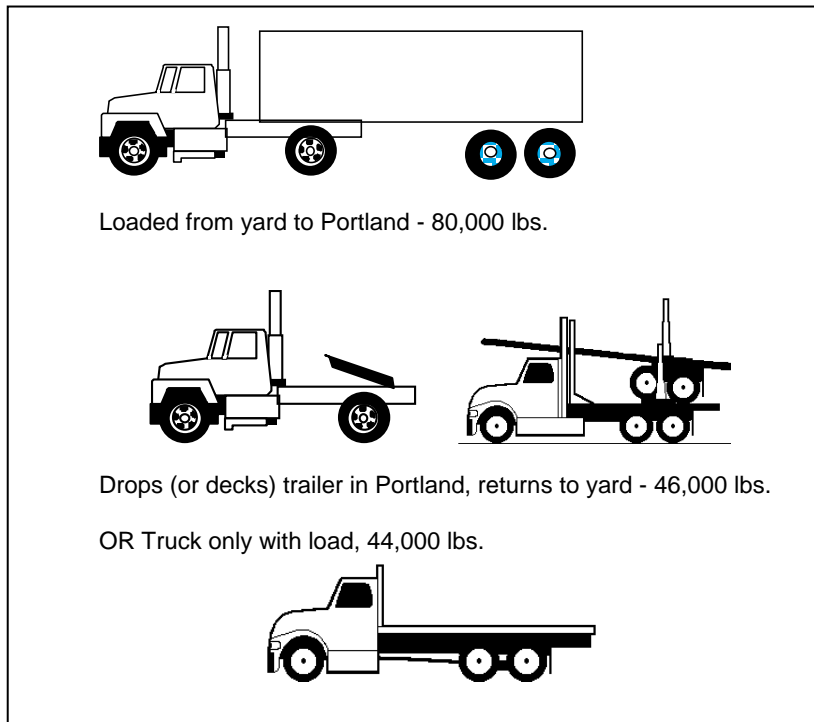 Loaded from yard to Portland - 80,000 lbs.
Drops (or decks) trailer in Portland, returns to yard - 46,000 lbs.
OR Truck only with load, 44,000 lbs.